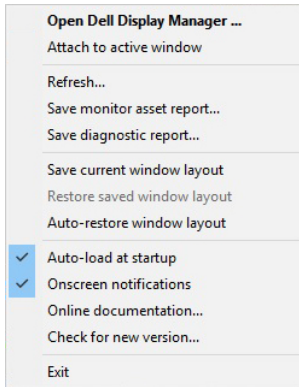 Open Dell Display Manager ...
Attach to active window
Refresh...
Save monitor asset report...
Save diagnostic report...
Save current window layout
Restore saved window layout
Auto-restore window layout
Auto-load at startup
Onscreen notifications
Online documentation...
Check for new version...
Exit